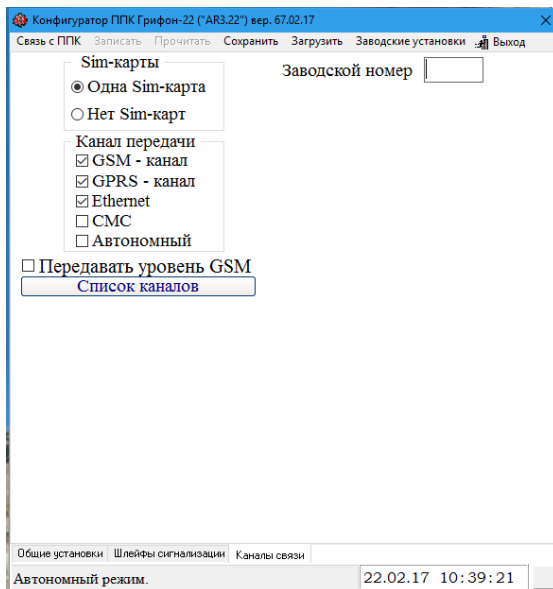 Конфигуратор ППК Грифон-22 ("AR3.22") вер. 67.02.17
Связь с ППК Записать Прочитать Сохранить Загрузить Заводские установки Выход
Sim-карты
Заводской номер
Одна Sim-карта
Нет Sim-карт
Канал передачи
GSM - канал
GPRS - канал
Ethernet
СМС
Автономный
Передавать уровень GSM
Список каналов
Общие установки Шлейфы сигнализации Каналы связи
Автономный режим. 22.02.17 10:39:21